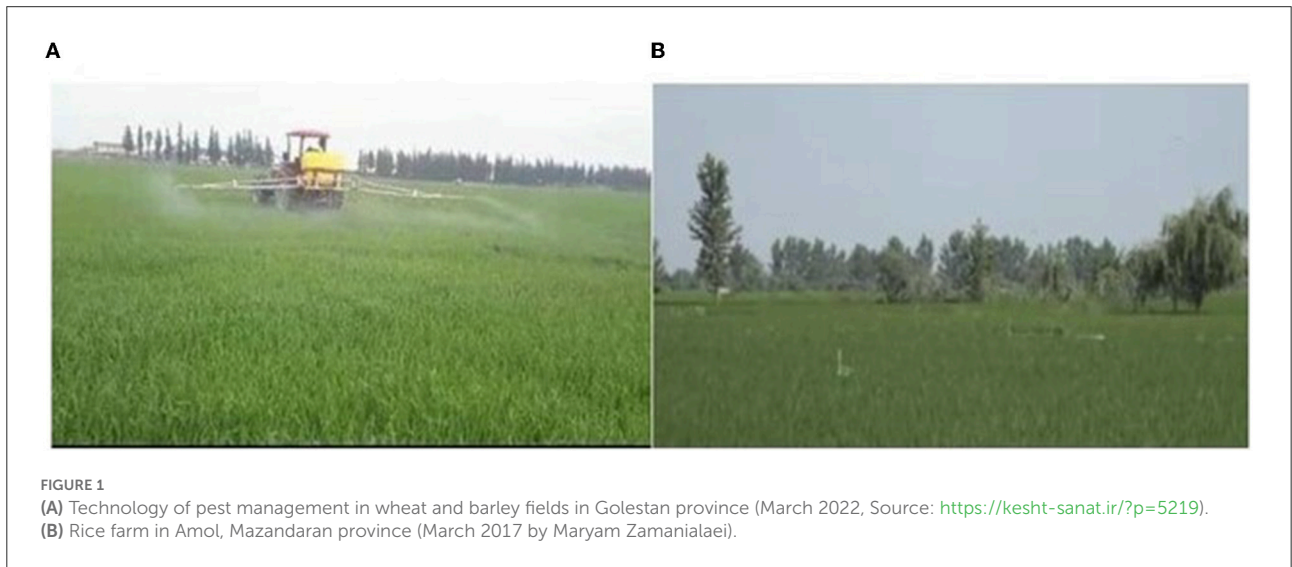 A
B
FIGURE 1
(A) Technology of pest management in wheat and barley fields in Golestan province (March 2022, Source: https://kesht-sanat.ir/?p=5219).
(B) Rice farm in Amol, Mazandaran province (March 2017 by Maryam Zamanialaei).